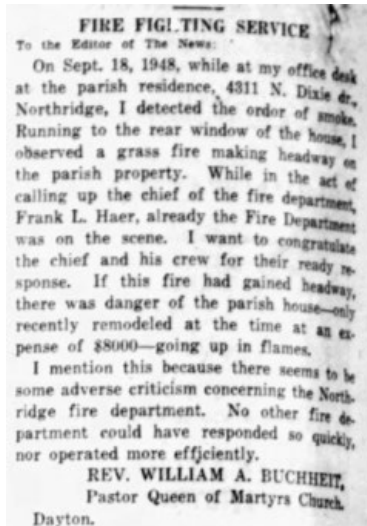 FIRE FIGLTING SERVICE
To the Editor of The News:
On Sept. 18, 1948, while at my office desk
at the parish residence, 4311 N. Dixie dr.,
Northridge, I detected the ordor of smoke.
Running to the rear window of the house, I
observed a grass fire making headway on
the parish property. While in the act of
calling up the chief of the fire department,
Frank L. Haer, already the Fire Department
was on the scene. I want to congratulate
the chief and his crew for their ready re-
sponse. If this fire had gained headway,
there was danger of the parish house—only
recently remodeled at the time at an ex-
pense of $8000—going up in flames.
I mention this because there seems to be
some adverse criticism concerning the North-
ridge fire department. No other fire de-
partment could have responded so quickly,
nor operated more efficiently.
REV. WILLIAM A. BUCHHEIT,
Pastor Queen of Martyrs Church.
Dayton.